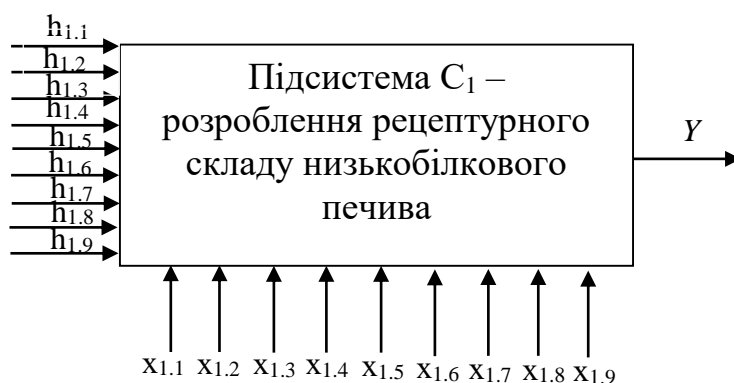 h1.1
h1.2
h1.3
h1.4
h1.5
h1.6
h1.7
h1.8
h1.9
Підсистема С1 –
розроблення рецептурного
складу низькобілкового
печива
Y
x1.1 x1.2 x1.3 x1.4 x1.5 x1.6 x1.7 x1.8 x1.9